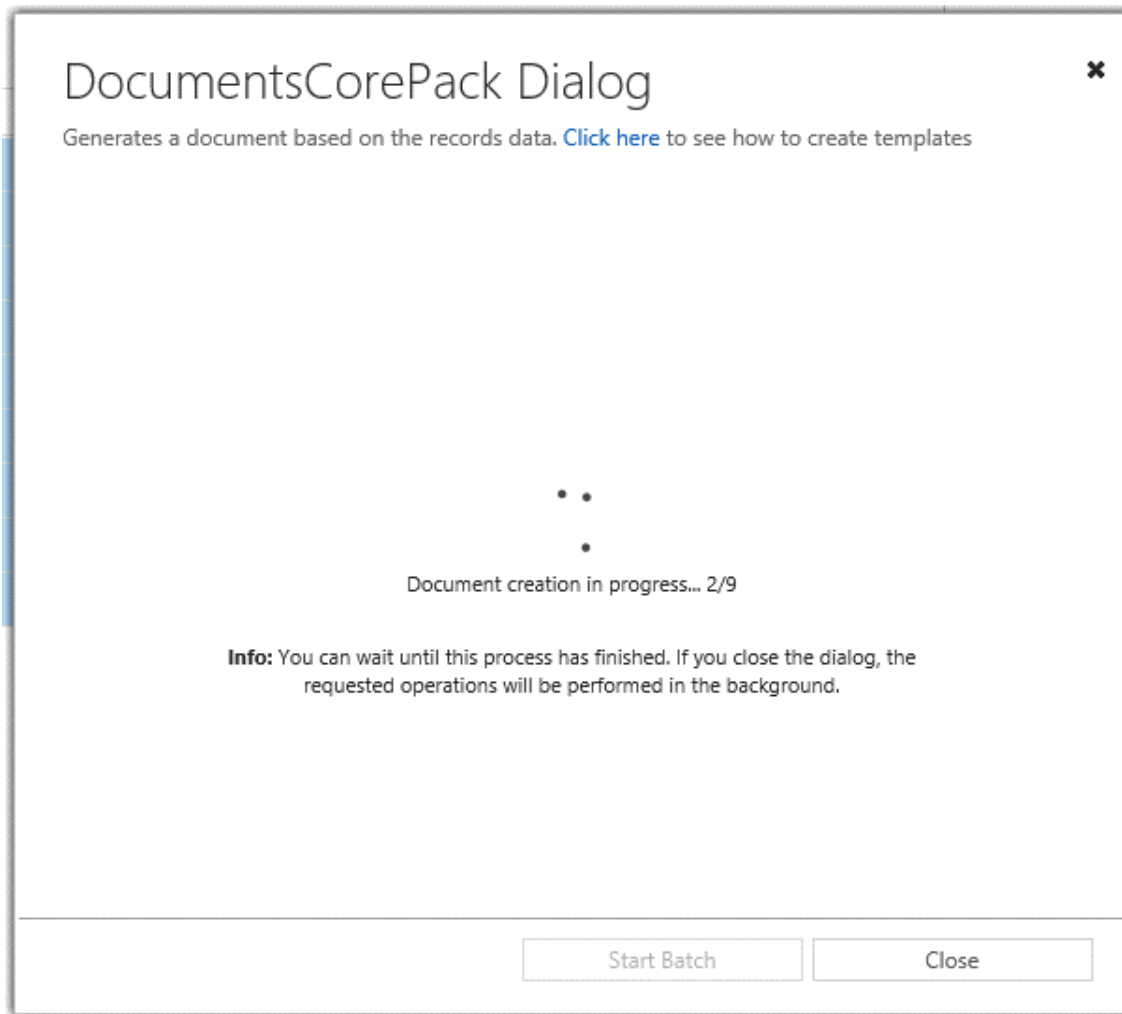 DocumentsCorePack Dialog
Generates a document based on the records data. Click here to see how to create templates
Document creation in progress... 2/9
Info: You can wait until this process has finished. If you close the dialog, the
requested operations will be performed in the background.
Start Batch
Close